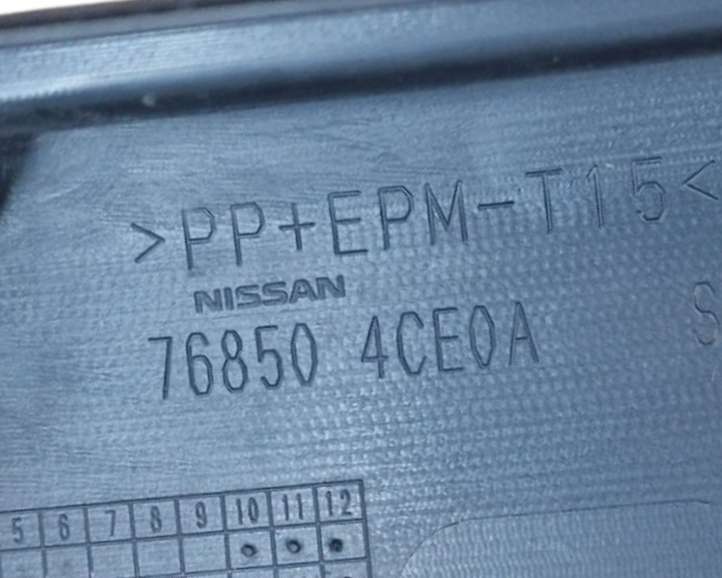 >PP+EPM-T15<
NISSAN
76850 4CE0A
S
5 6 7 8 9 10 11 12